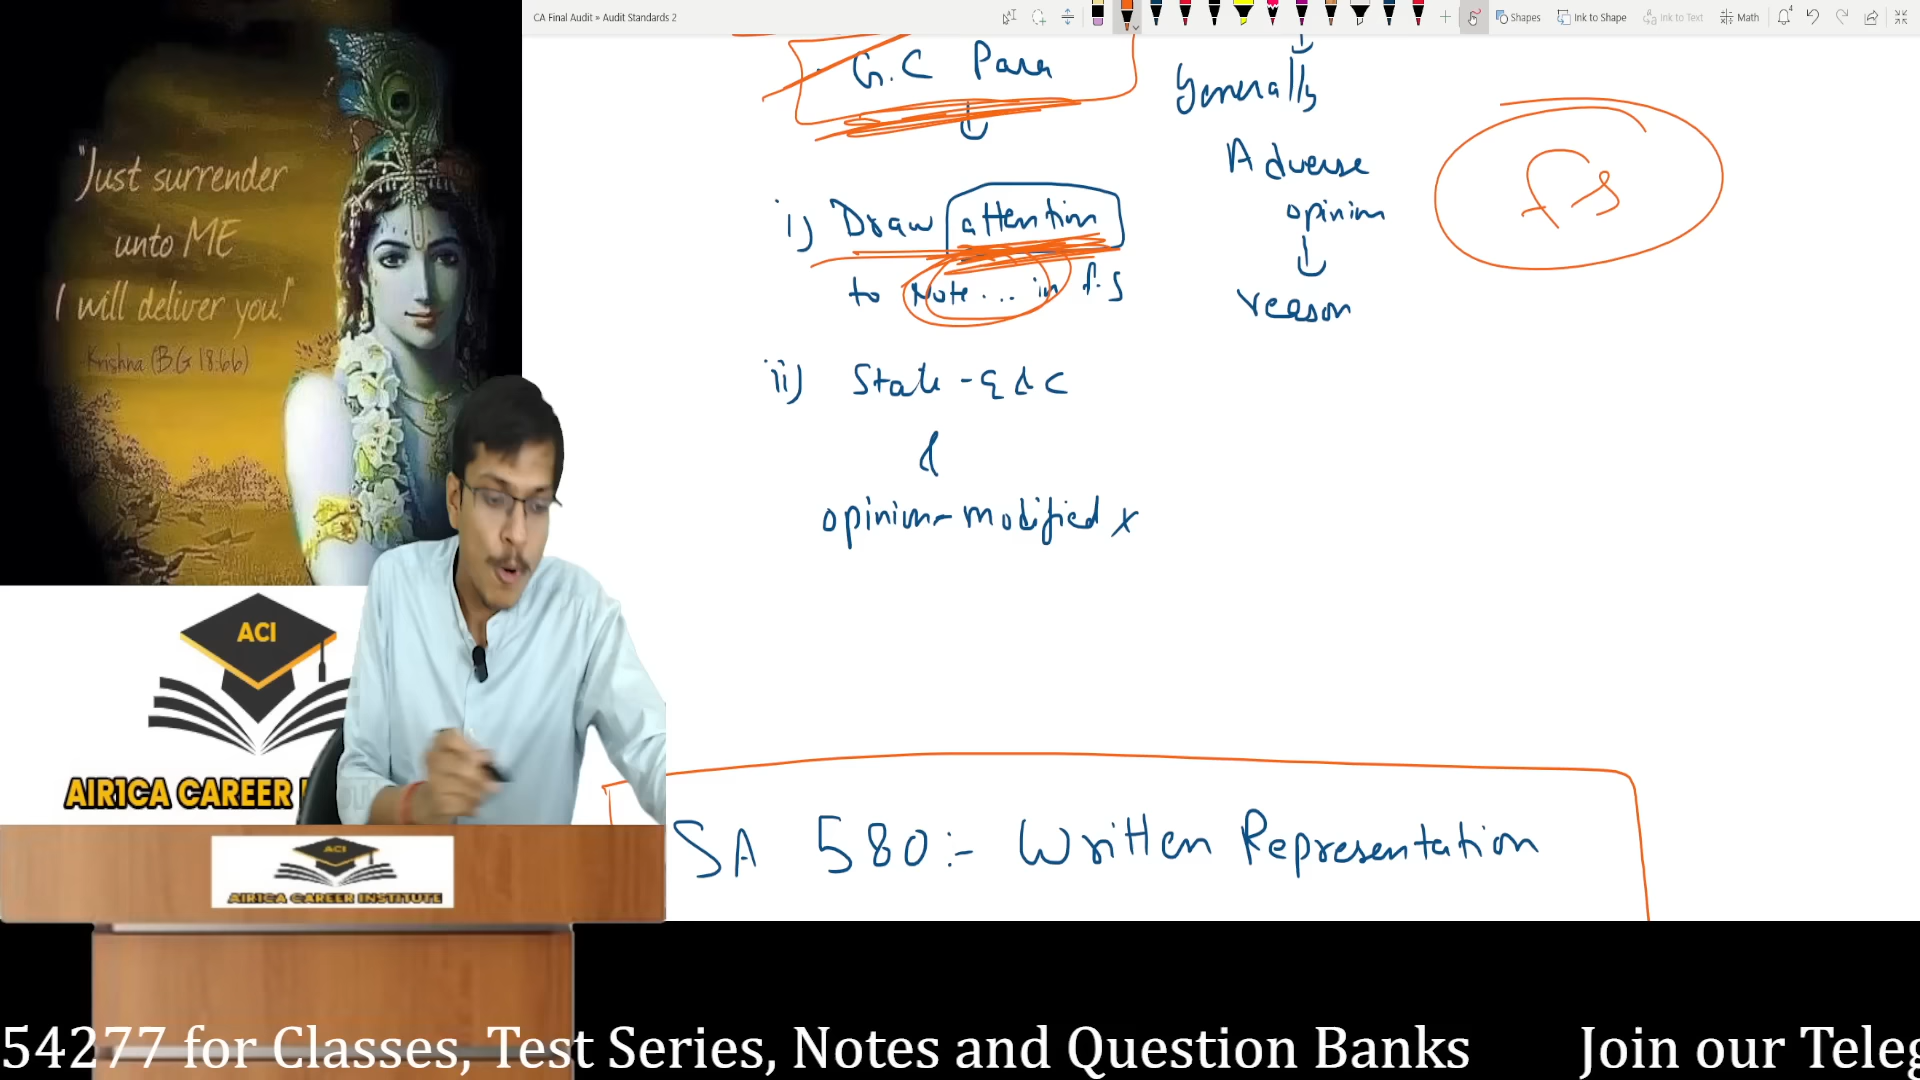 CA Final Audit » Audit Standards 2
Shapes
Ink to Shape
Ink to Text
Math
"Just surrender
unto ME
I will deliver you!"
-Krishna (B.G 18:66)
G.C Para
i) Draw attention
to Note... in f.S
ii) State - E d C
&
opinion - modified x
Generally
Adverse
opinion
reason
fs
SA 580:- Written Representation
ACI
AIR1CA CAREER
ACI
AIR1CA CAREER INSTITUTE
54277 for Classes, Test Series, Notes and Question Banks
Join our Teleg